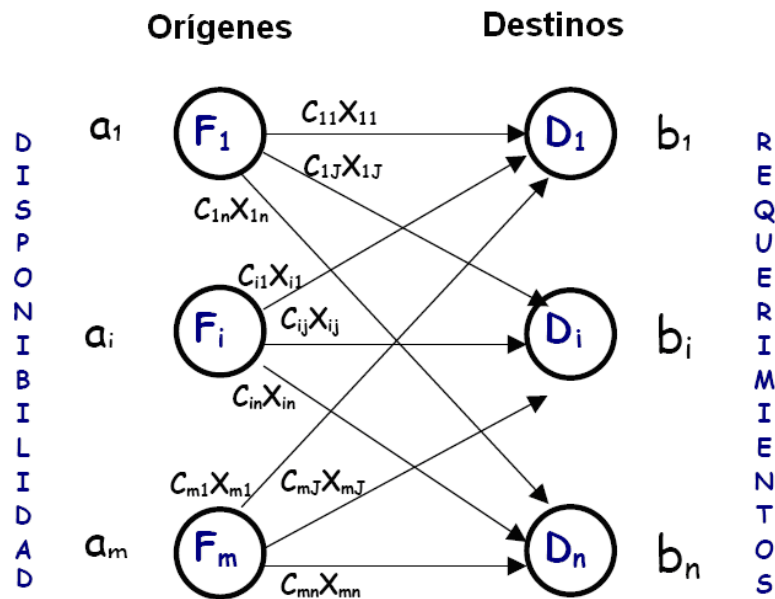 Orígenes
Destinos
DISPONIBILIDAD
REQUERIMIENTOS
a₁
F₁
C₁₁X₁₁
D₁
b₁
C₁JX₁J
C₁ₙX₁ₙ
Cᵢ₁Xᵢ₁
aᵢ
Fᵢ
CᵢⱼXᵢⱼ
Dᵢ
bᵢ
CᵢₙXᵢₙ
Cₘ₁Xₘ₁
CₘJXₘJ
aₘ
Fₘ
Dₙ
bₙ
CₘₙXₘₙ